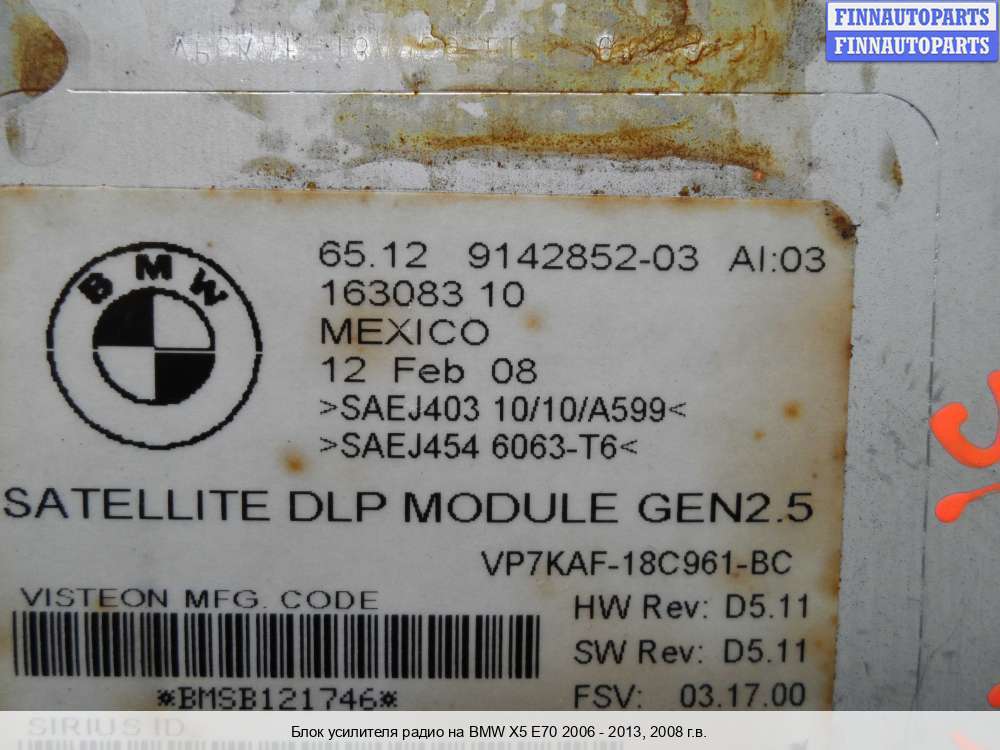 FINNAUTOPARTS
FINNAUTOPARTS
BMW
65.12 9142852-03 AI:03
163083 10
MEXICO
12 Feb 08
>SAEJ403 10/10/A599<
>SAEJ454 6063-T6<
SATELLITE DLP MODULE GEN2.5
VP7KAF-18C961-BC
VISTEON MFG. CODE
HW Rev: D5.11
SW Rev: D5.11
*BMSB121746*
FSV: 03.17.00
SIRIUS ID
Блок усилителя радио на BMW X5 E70 2006 - 2013, 2008 г.в.